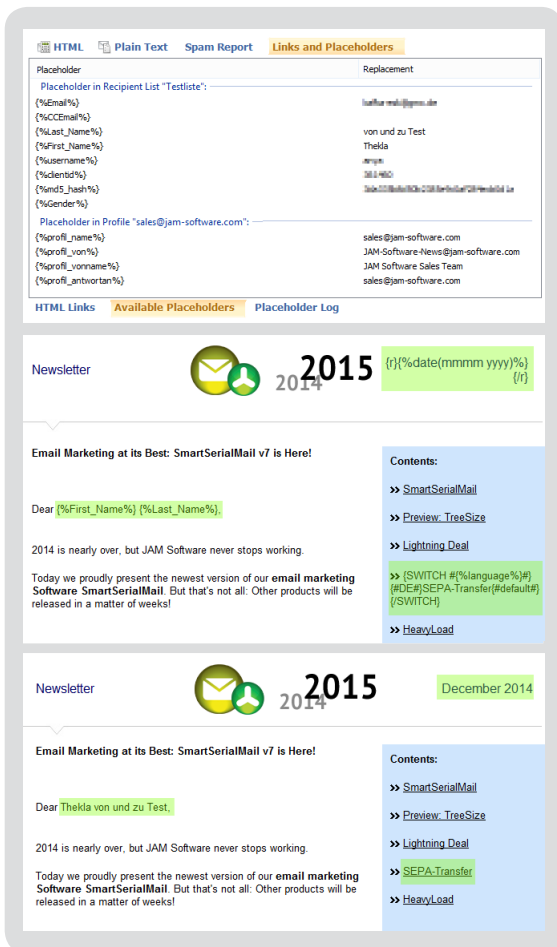 HTML Plain Text Spam Report Links and Placeholders
Placeholder Replacement
Placeholder in Recipient List "Testliste":
{%Email%}
{%CCEmail%}
{%Last_Name%} von und zu Test
{%First_Name%} Thekla
{%username%}
{%clientid%}
{%md5_hash%}
{%Gender%}
Placeholder in Profile "sales@jam-software.com":
{%profil_name%} sales@jam-software.com
{%profil_von%} JAM-Software-News@jam-software.com
{%profil_vonname%} JAM Software Sales Team
{%profil_antwortan%} sales@jam-software.com
HTML Links Available Placeholders Placeholder Log
Newsletter
2014 2015
{r}{%date(mmmm yyyy)%}
{/r}
Email Marketing at its Best: SmartSerialMail v7 is Here!
Dear {%First_Name%} {%Last_Name%},
2014 is nearly over, but JAM Software never stops working.
Today we proudly present the newest version of our email marketing
Software SmartSerialMail. But that's not all: Other products will be
released in a matter of weeks!
Contents:
>> SmartSerialMail
>> Preview: TreeSize
>> Lightning Deal
>> {SWITCH #{%language%}#}
{#DE#}SEPA-Transfer{#default#}
{/SWITCH}
>> HeavyLoad
Newsletter
2014 2015
December 2014
Email Marketing at its Best: SmartSerialMail v7 is Here!
Dear Thekla von und zu Test,
2014 is nearly over, but JAM Software never stops working.
Today we proudly present the newest version of our email marketing
Software SmartSerialMail. But that's not all: Other products will be
released in a matter of weeks!
Contents:
>> SmartSerialMail
>> Preview: TreeSize
>> Lightning Deal
>> SEPA-Transfer
>> HeavyLoad